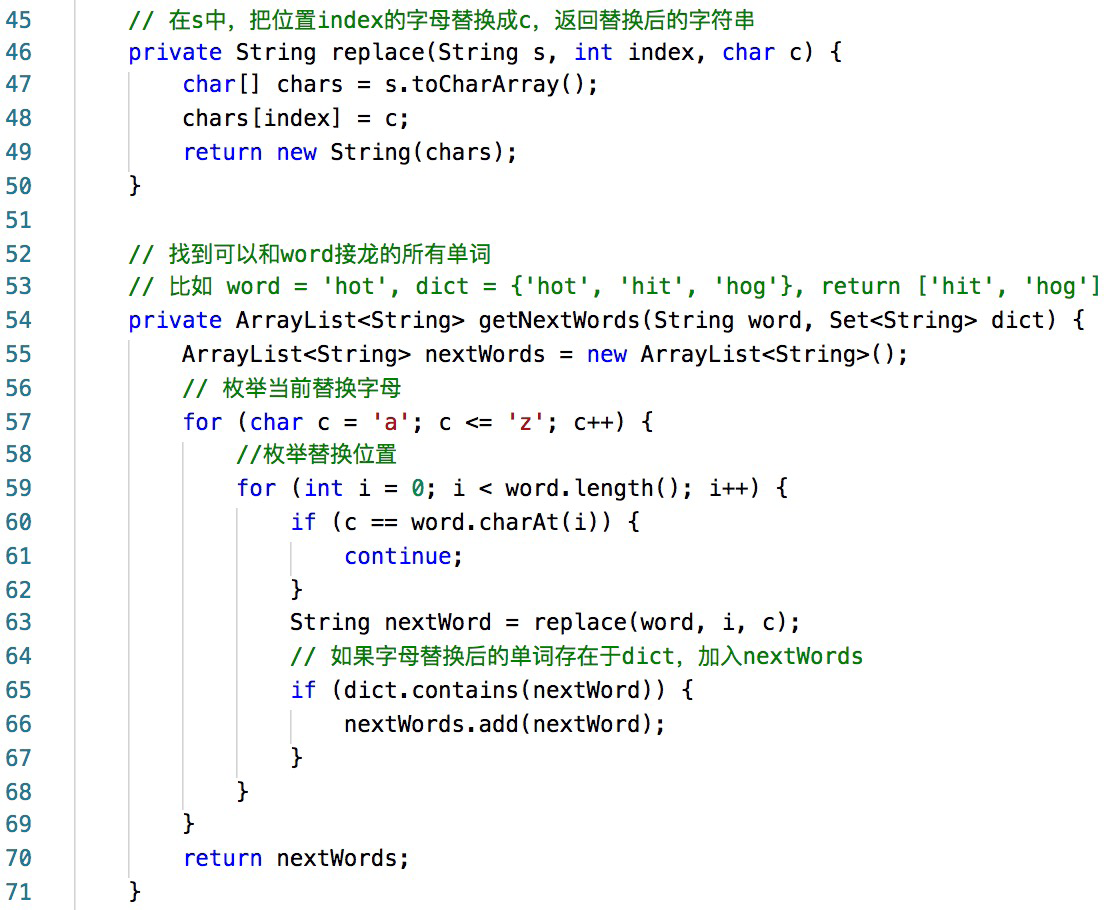 45 // 在s中，把位置index的字母替换成c，返回替换后的字符串
46 private String replace(String s, int index, char c) {
47 char[] chars = s.toCharArray();
48 chars[index] = c;
49 return new String(chars);
50 }
51
52 // 找到可以和word接龙的所有单词
53 // 比如 word = 'hot', dict = {'hot', 'hit', 'hog'}, return ['hit', 'hog']
54 private ArrayList<String> getNextWords(String word, Set<String> dict) {
55 ArrayList<String> nextWords = new ArrayList<String>();
56 // 枚举当前替换字母
57 for (char c = 'a'; c <= 'z'; c++) {
58 //枚举替换位置
59 for (int i = 0; i < word.length(); i++) {
60 if (c == word.charAt(i)) {
61 continue;
62 }
63 String nextWord = replace(word, i, c);
64 // 如果字母替换后的单词存在于dict，加入nextWords
65 if (dict.contains(nextWord)) {
66 nextWords.add(nextWord);
67 }
68 }
69 }
70 return nextWords;
71 }